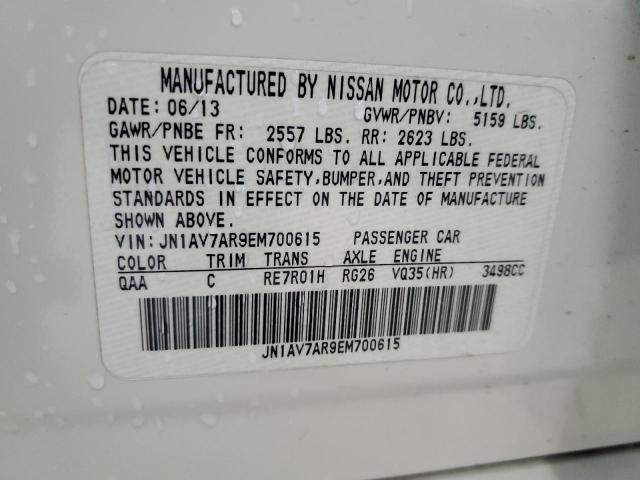 MANUFACTURED BY NISSAN MOTOR CO.,LTD.
DATE: 06/13 GVWR/PNBV: 5159 LBS.
GAWR/PNBE FR: 2557 LBS. RR: 2623 LBS.
THIS VEHICLE CONFORMS TO ALL APPLICABLE FEDERAL
MOTOR VEHICLE SAFETY,BUMPER,AND THEFT PREVENTION
STANDARDS IN EFFECT ON THE DATE OF MANUFACTURE
SHOWN ABOVE.
VIN:JN1AV7AR9EM700615 PASSENGER CAR
COLOR TRIM TRANS AXLE ENGINE
QAA C RE7R01H RG26 VQ35(HR) 3498CC
JN1AV7AR9EM700615